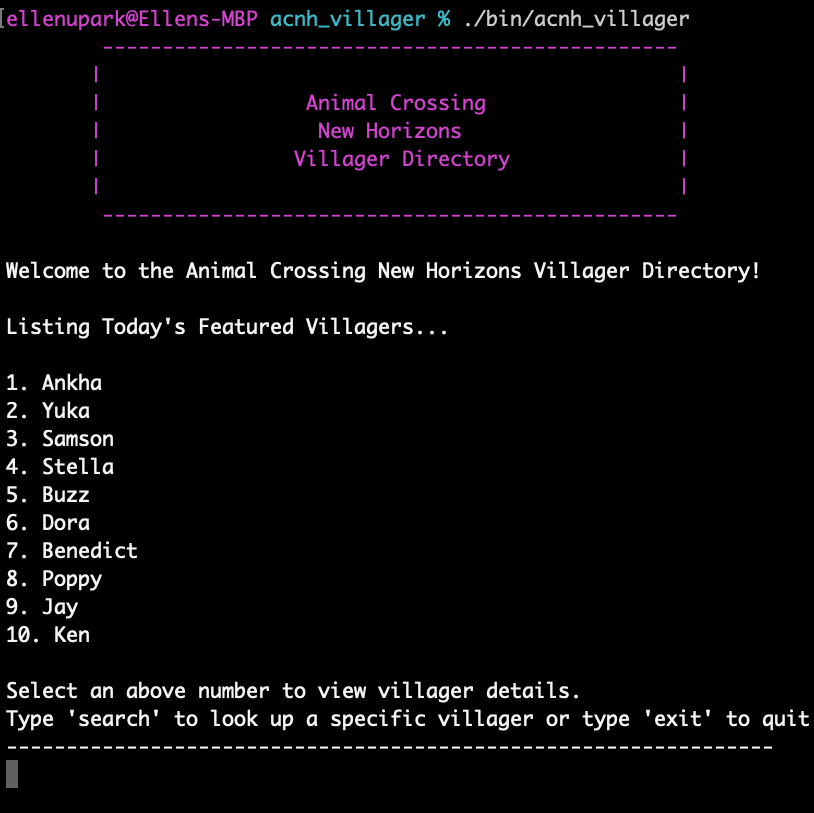 [ellenupark@Ellens-MBP acnh_villager % ./bin/acnh_villager
------------------------------------------------
| |
| Animal Crossing |
| New Horizons |
| Villager Directory |
| |
------------------------------------------------
Welcome to the Animal Crossing New Horizons Villager Directory!
Listing Today's Featured Villagers...
1. Ankha
2. Yuka
3. Samson
4. Stella
5. Buzz
6. Dora
7. Benedict
8. Poppy
9. Jay
10. Ken
Select an above number to view villager details.
Type 'search' to look up a specific villager or type 'exit' to quit
----------------------------------------------------------------